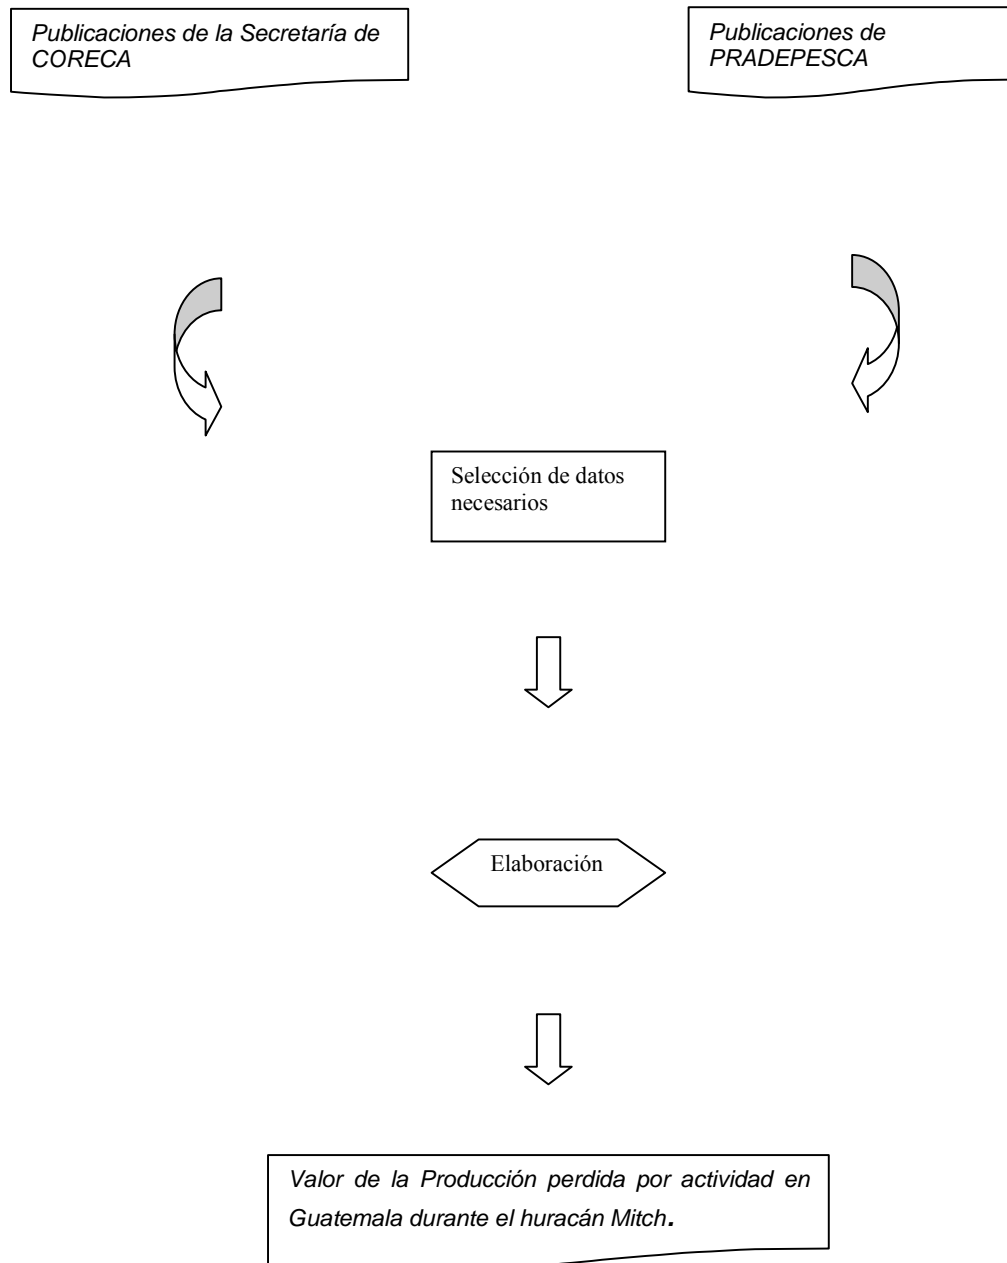 Publicaciones de la Secretaría de
CORECA
Publicaciones de
PRADEPESCA
Selección de datos
necesarios
Elaboración
Valor de la Producción perdida por actividad en
Guatemala durante el huracán Mitch.